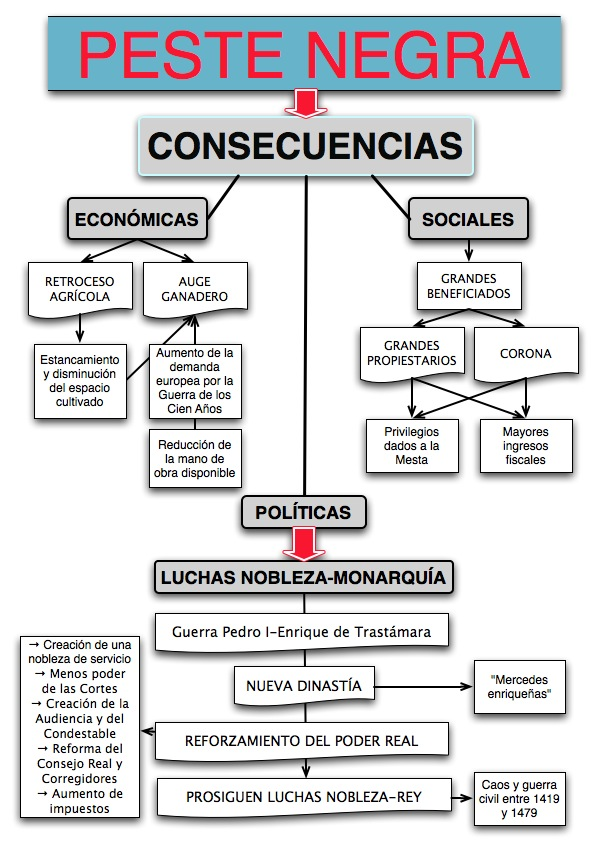 PESTE NEGRA
CONSECUENCIAS
ECONÓMICAS
RETROCESO
AGRÍCOLA
AUGE
GANADERO
Estancamiento
y disminución
del espacio
cultivado
Aumento de la
demanda
europea por la
Guerra de los
Cien Años
Reducción de
la mano de
obra disponible
SOCIALES
GRANDES
BENEFICIADOS
GRANDES
PROPIESTARIOS
CORONA
Privilegios
dados a la
Mesta
Mayores
ingresos
fiscales
POLÍTICAS
LUCHAS NOBLEZA-MONARQUÍA
Guerra Pedro I-Enrique de Trastámara
NUEVA DINASTÍA
"Mercedes
enriqueñas"
REFORZAMIENTO DEL PODER REAL
→ Creación de una
nobleza de servicio
→ Menos poder
de las Cortes
→ Creación de la
Audiencia y del
Condestable
→ Reforma del
Consejo Real y
Corregidores
→ Aumento de
impuestos
PROSIGUEN LUCHAS NOBLEZA-REY
Caos y guerra
civil entre 1419
y 1479